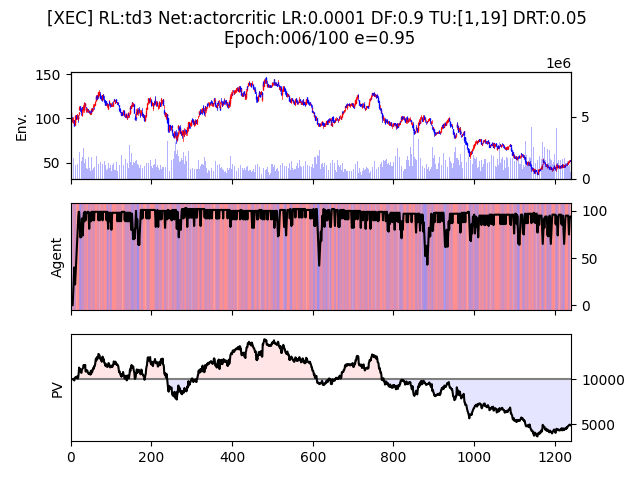 [XEC] RL:td3 Net:actorcritic LR:0.0001 DF:0.9 TU:[1,19] DRT:0.05
Epoch:006/100 e=0.95
1e6
150
100
50
Env.
5
0
Agent
100
50
0
PV
10000
5000
0 200 400 600 800 1000 1200